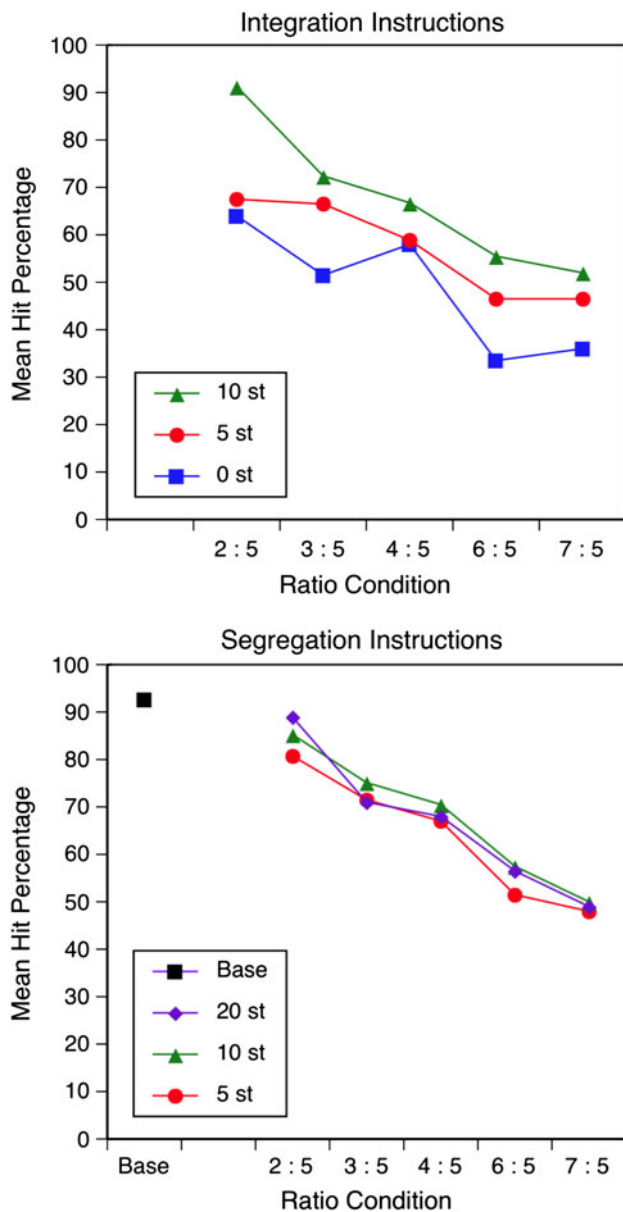 Integration Instructions
100
90
80
70
60
50
40
30
20
10
0
Mean Hit Percentage
10 st
5 st
0 st
2 : 5 3 : 5 4 : 5 6 : 5 7 : 5
Ratio Condition
Segregation Instructions
100
90
80
70
60
50
40
30
20
10
0
Mean Hit Percentage
Base
20 st
10 st
5 st
Base 2 : 5 3 : 5 4 : 5 6 : 5 7 : 5
Ratio Condition